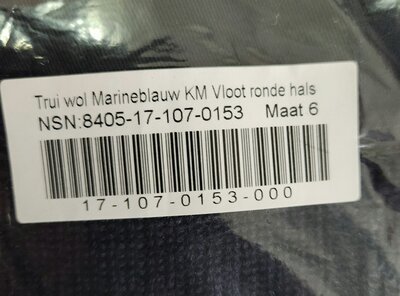 Trui wol Marineblauw KM Vloot ronde hals
NSN:8405-17-107-0153 Maat 6
17-107-0153-000